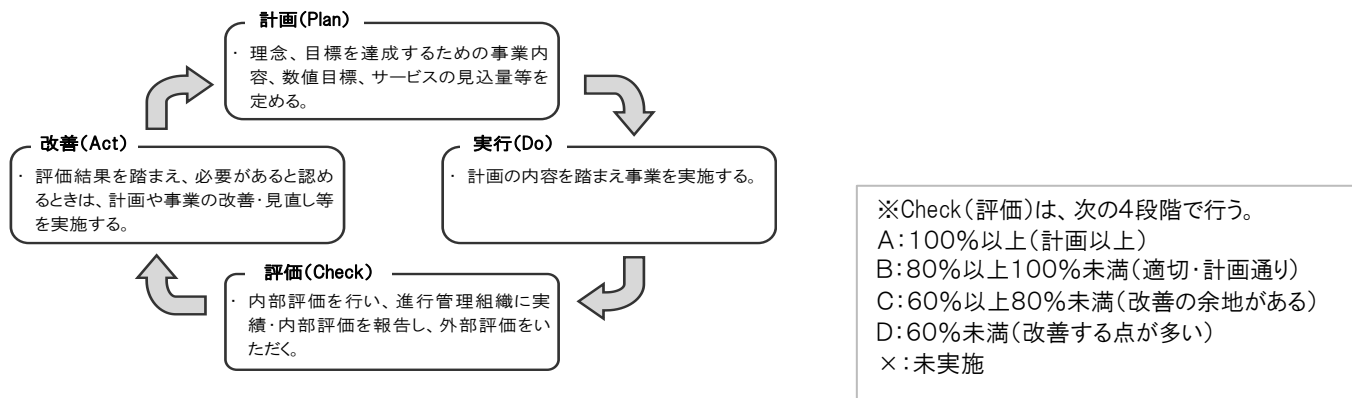 計画(Plan)
・ 理念、目標を達成するための事業内
容、数値目標、サービスの見込量等を
定める。
改善(Act)
・ 評価結果を踏まえ、必要があると認め
るときは、計画や事業の改善・見直し等
を実施する。
実行(Do)
・ 計画の内容を踏まえ事業を実施する。
評価(Check)
・ 内部評価を行い、進行管理組織に実
績・内部評価を報告し、外部評価をい
ただく。
※Check(評価)は、次の4段階で行う。
A:100%以上(計画以上)
B:80%以上100%未満(適切・計画通り)
C:60%以上80%未満(改善の余地がある)
D:60%未満(改善する点が多い)
×:未実施